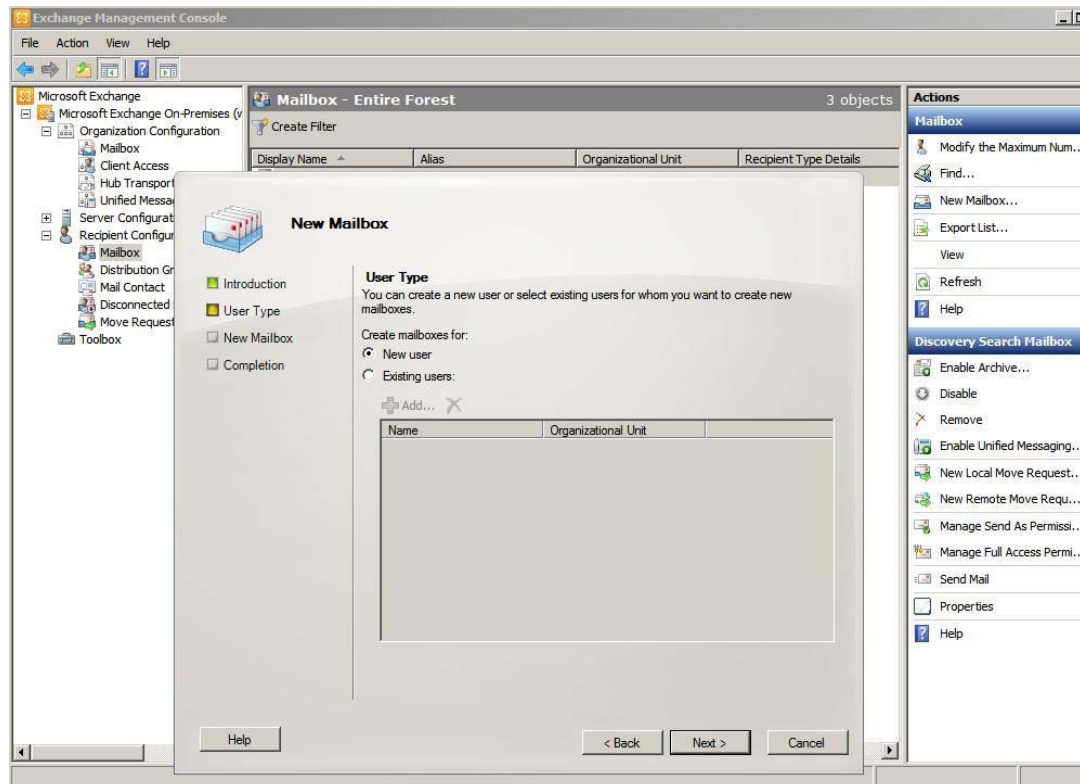 Exchange Management Console
File Action View Help
Microsoft Exchange
Microsoft Exchange On-Premises (w
Organization Configuration
Mailbox
Client Access
Hub Transport
Unified Messa
Server Configurat
Recipient Configur
Mailbox
Distribution Gr
Mail Contact
Disconnected
Move Request
Toolbox
Mailbox - Entire Forest 3 objects
Create Filter
Display Name Alias Organizational Unit Recipient Type Details
New Mailbox
Introduction
User Type
New Mailbox
Completion
User Type
You can create a new user or select existing users for whom you want to create new
mailboxes.
Create mailboxes for:
New user
Existing users:
Add...
Name Organizational Unit
Help < Back Next > Cancel
Actions
Mailbox
Modify the Maximum Num...
Find...
New Mailbox...
Export List...
View
Refresh
Help
Discovery Search Mailbox
Enable Archive...
Disable
Remove
Enable Unified Messaging...
New Local Move Request...
New Remote Move Requ...
Manage Send As Permissi...
Manage Full Access Permi...
Send Mail
Properties
Help